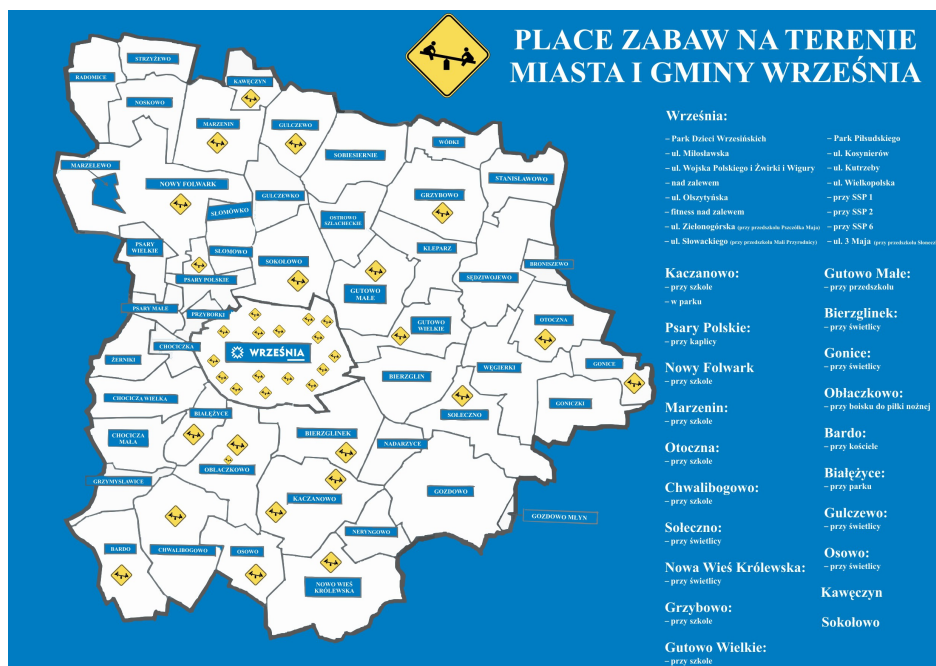 PLACE ZABAW NA TERENIE
MIASTA I GMINY WRZEŚNIA
STRZYŻEWO
RADOMICE
KAWĘCZYN
NOSKOWO
MARZENIN
GULCZEWO
SOBIESIERNIE
WÓDKI
MARZELEWO
NOWY FOLWARK
GULCZEWKO
GRZYBOWO
STANISŁAWOWO
SŁOMÓWKO
OSTROWO
SZLACHECKIE
PSARY
WIELKIE
SŁOMOWO
SOKOŁOWO
KLEPARZ
BRONISZEWO
PSARY POLSKIE
GUTOWO
MAŁE
SĘDZIWOJEWO
PSARY MAŁE
PRZYBORKI
GUTOWO
WIELKIE
OTOCZNA
CHOCICZKA
WRZEŚNIA
ŻERNIKI
BIERZGLIN
WĘGIERKI
GONICE
CHOCICZA WIELKA
GONICZKI
BIAŁĘŻYCE
SOŁECZNO
CHOCICZA
MAŁA
BIERZGLINEK
NADARZYCE
OBŁACZKOWO
GRZYMYSŁAWICE
KACZANOWO
GOZDOWO
GOZDOWO MŁYN
NERYNGOWO
BARDO
CHWALIBOGOWO
OSOWO
NOWO WIEŚ
KRÓLEWSKA
Września:
– Park Dzieci Wrzesińskich
– ul. Miłosławska
– ul. Wojska Polskiego i Żwirki i Wigury
– nad zalewem
– ul. Olsztyńska
– fitness nad zalewem
– ul. Zielonogórska (przy przedszkolu Pszczółka Maja)
– ul. Słowackiego (przy przedszkolu Mali Przyrodnicy)
– Park Piłsudskiego
– ul. Kosynierów
– ul. Kutrzeby
– ul. Wielkopolska
– przy SSP 1
– przy SSP 2
– przy SSP 6
– ul. 3 Maja (przy przedszkolu
Kaczanowo:
– przy szkole
– w parku
Psary Polskie:
– przy kaplicy
Nowy Folwark
– przy szkole
Marzenin:
– przy szkole
Otoczna:
– przy szkole
Chwalibogowo:
– przy szkole
Sołeczno:
– przy świetlicy
Nowa Wieś Królewska:
– przy świetlicy
Grzybowo:
– przy szkole
Gutowo Wielkie:
– przy szkole
Gutowo Małe:
– przy przedszkolu
Bierzglinek:
– przy świetlicy
Gonice:
– przy świetlicy
Obłaczkowo:
– przy boisku do piłki nożnej
Bardo:
– przy kościele
Białężyce:
– przy parku
Gulczewo:
– przy świetlicy
Osowo:
– przy świetlicy
Kawęczyn
Sokołowo